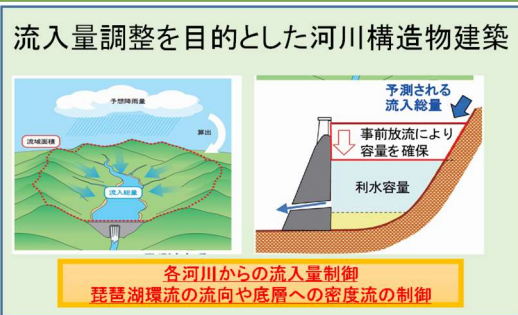 流入量調整を目的とした河川構造物建築
予想降雨量
算出
流域面積
流入総量
予測される
流入総量
事前放流により
容量を確保
利水容量
各河川からの流入量制御
琵琶湖環流の流向や底層への密度流の制御